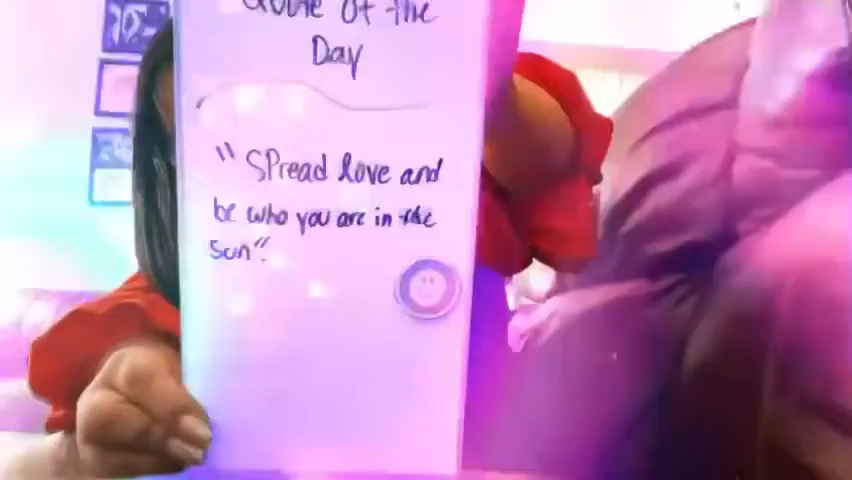 Quote of the
Day
" Spread love and
be who you are in the
sun".